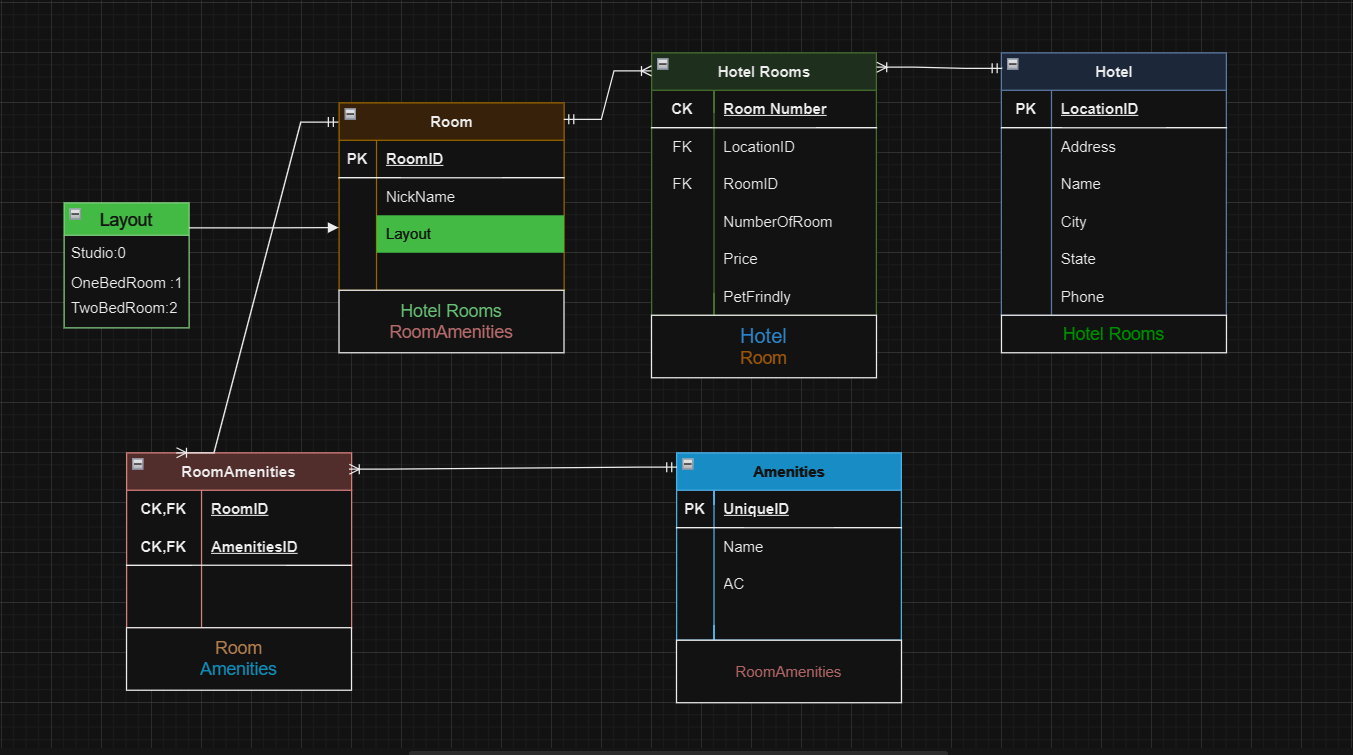 Hotel Rooms
CK Room Number
FK LocationID
FK RoomID
NumberOfRoom
Price
PetFrindly
Hotel
Room
Hotel
PK LocationID
Address
Name
City
State
Phone
Hotel Rooms
Room
PK RoomID
NickName
Layout
Hotel Rooms
RoomAmenities
Layout
Studio:0
OneBedRoom :1
TwoBedRoom:2
RoomAmenities
CK,FK RoomID
CK,FK AmenitiesID
Room
Amenities
Amenities
PK UniqueID
Name
AC
RoomAmenities